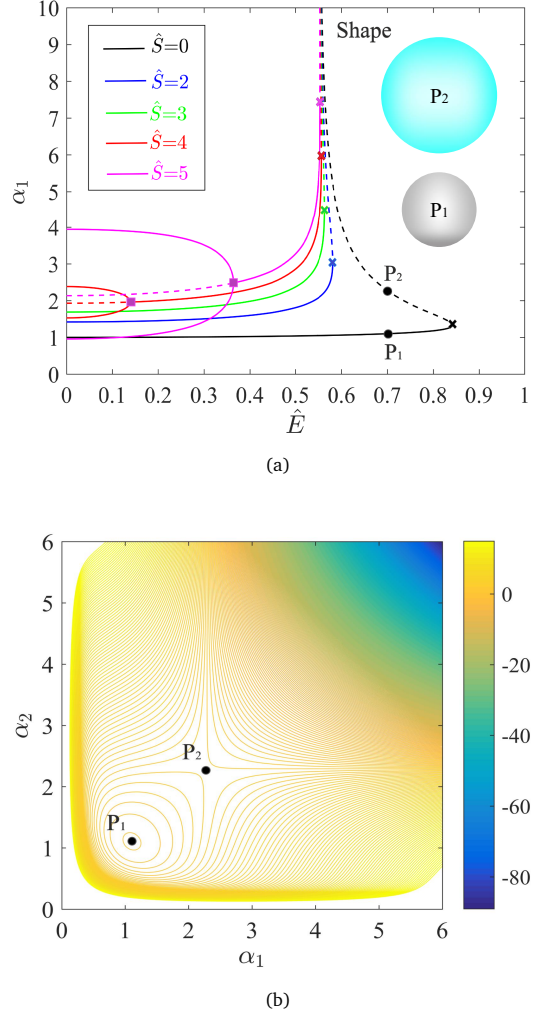 10
9
8
7
6
5
4
3
2
1
0
α₁
Ŝ=0
Ŝ=2
Ŝ=3
Ŝ=4
Ŝ=5
Shape
P₂
P₁
P₂
P₁
0 0.1 0.2 0.3 0.4 0.5 0.6 0.7 0.8 0.9 1
Ê
(a)
6
5
4
3
2
1
0
α₂
P₂
P₁
0 1 2 3 4 5 6
α₁
0
-20
-40
-60
-80
(b)